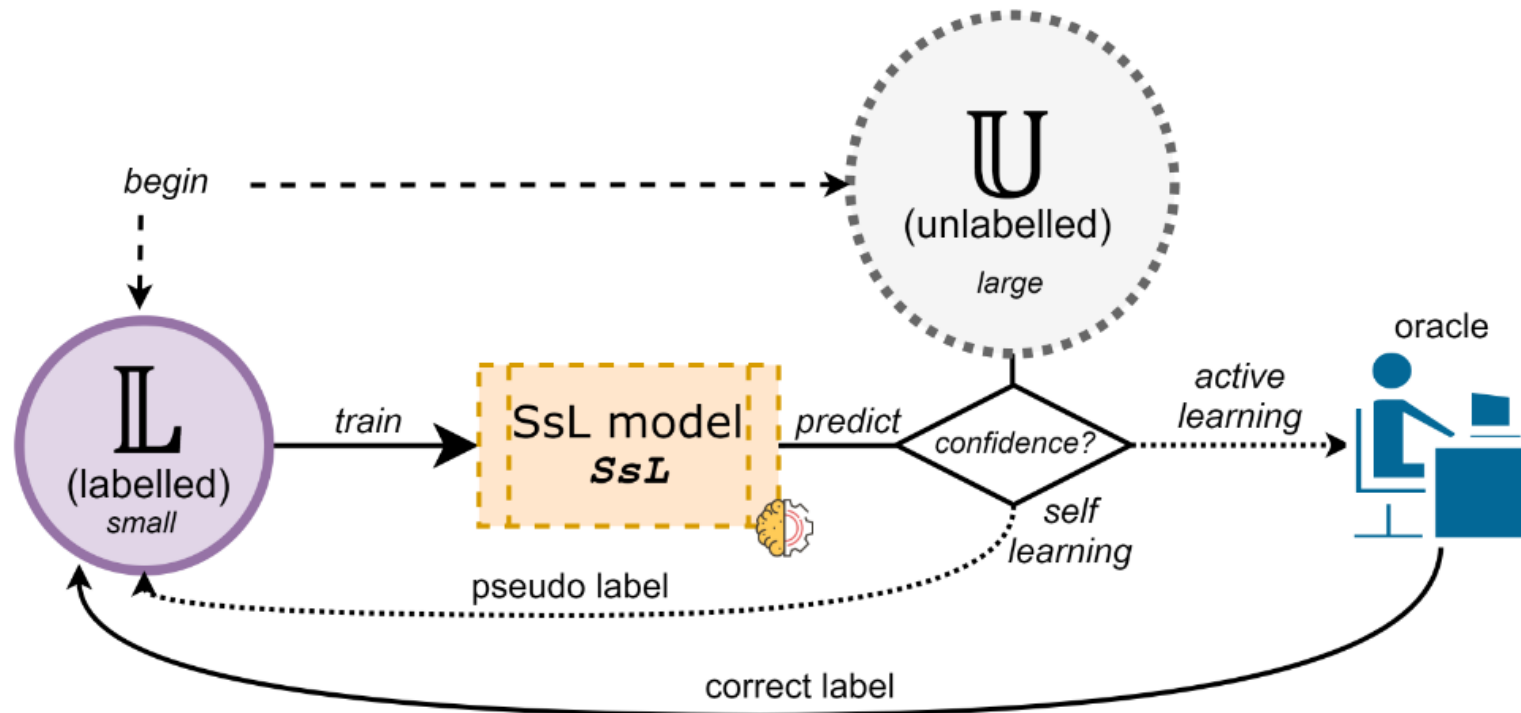 begin
𝕌
(unlabelled)
large
𝕃
(labelled)
small
train
SsL model
SsL
predict
confidence?
active
learning
oracle
self
learning
pseudo label
correct label